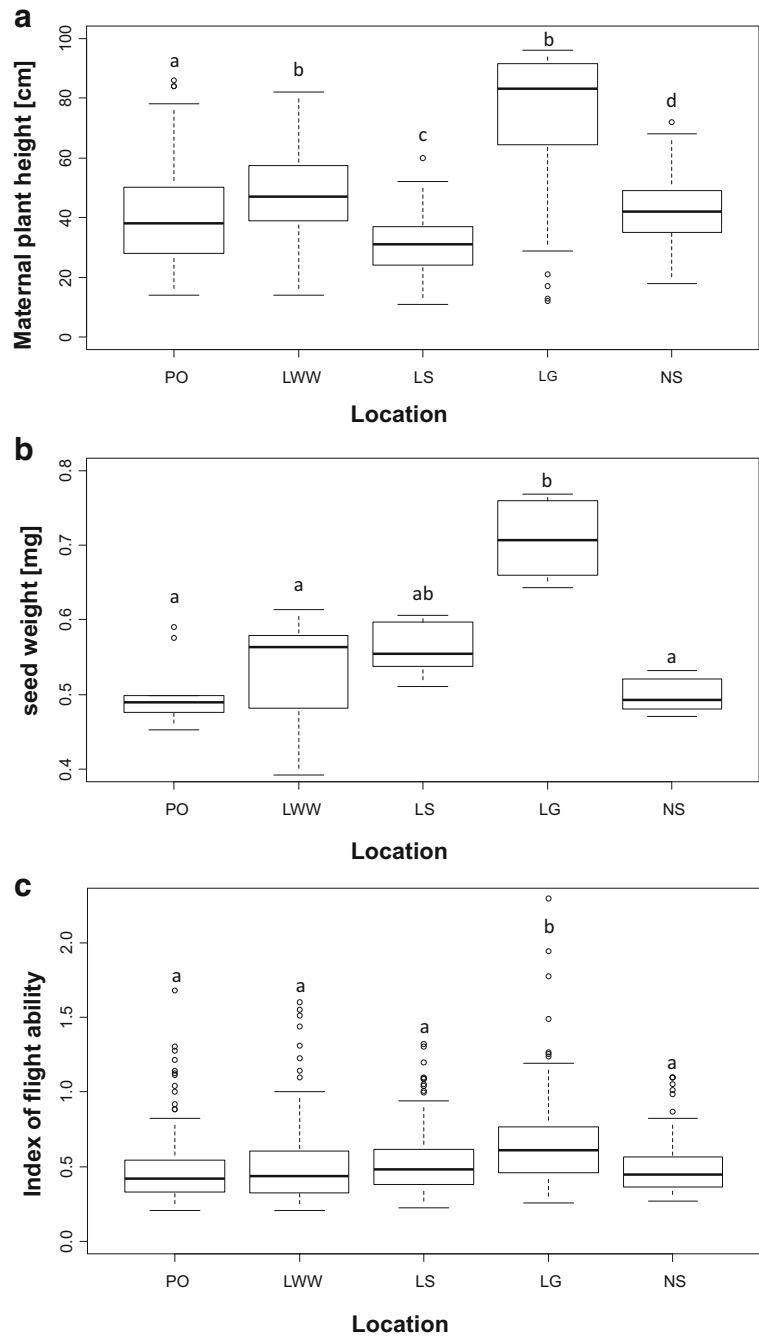 a
Maternal plant height [cm]
100
80
60
40
20
0
a
b
c
b
d
PO LWW LS LG NS
Location
b
seed weight [mg]
0.8
0.7
0.6
0.5
0.4
a
a
ab
b
a
PO LWW LS LG NS
Location
c
Index of flight ability
2.0
1.5
1.0
0.5
0.0
a
a
a
b
a
PO LWW LS LG NS
Location